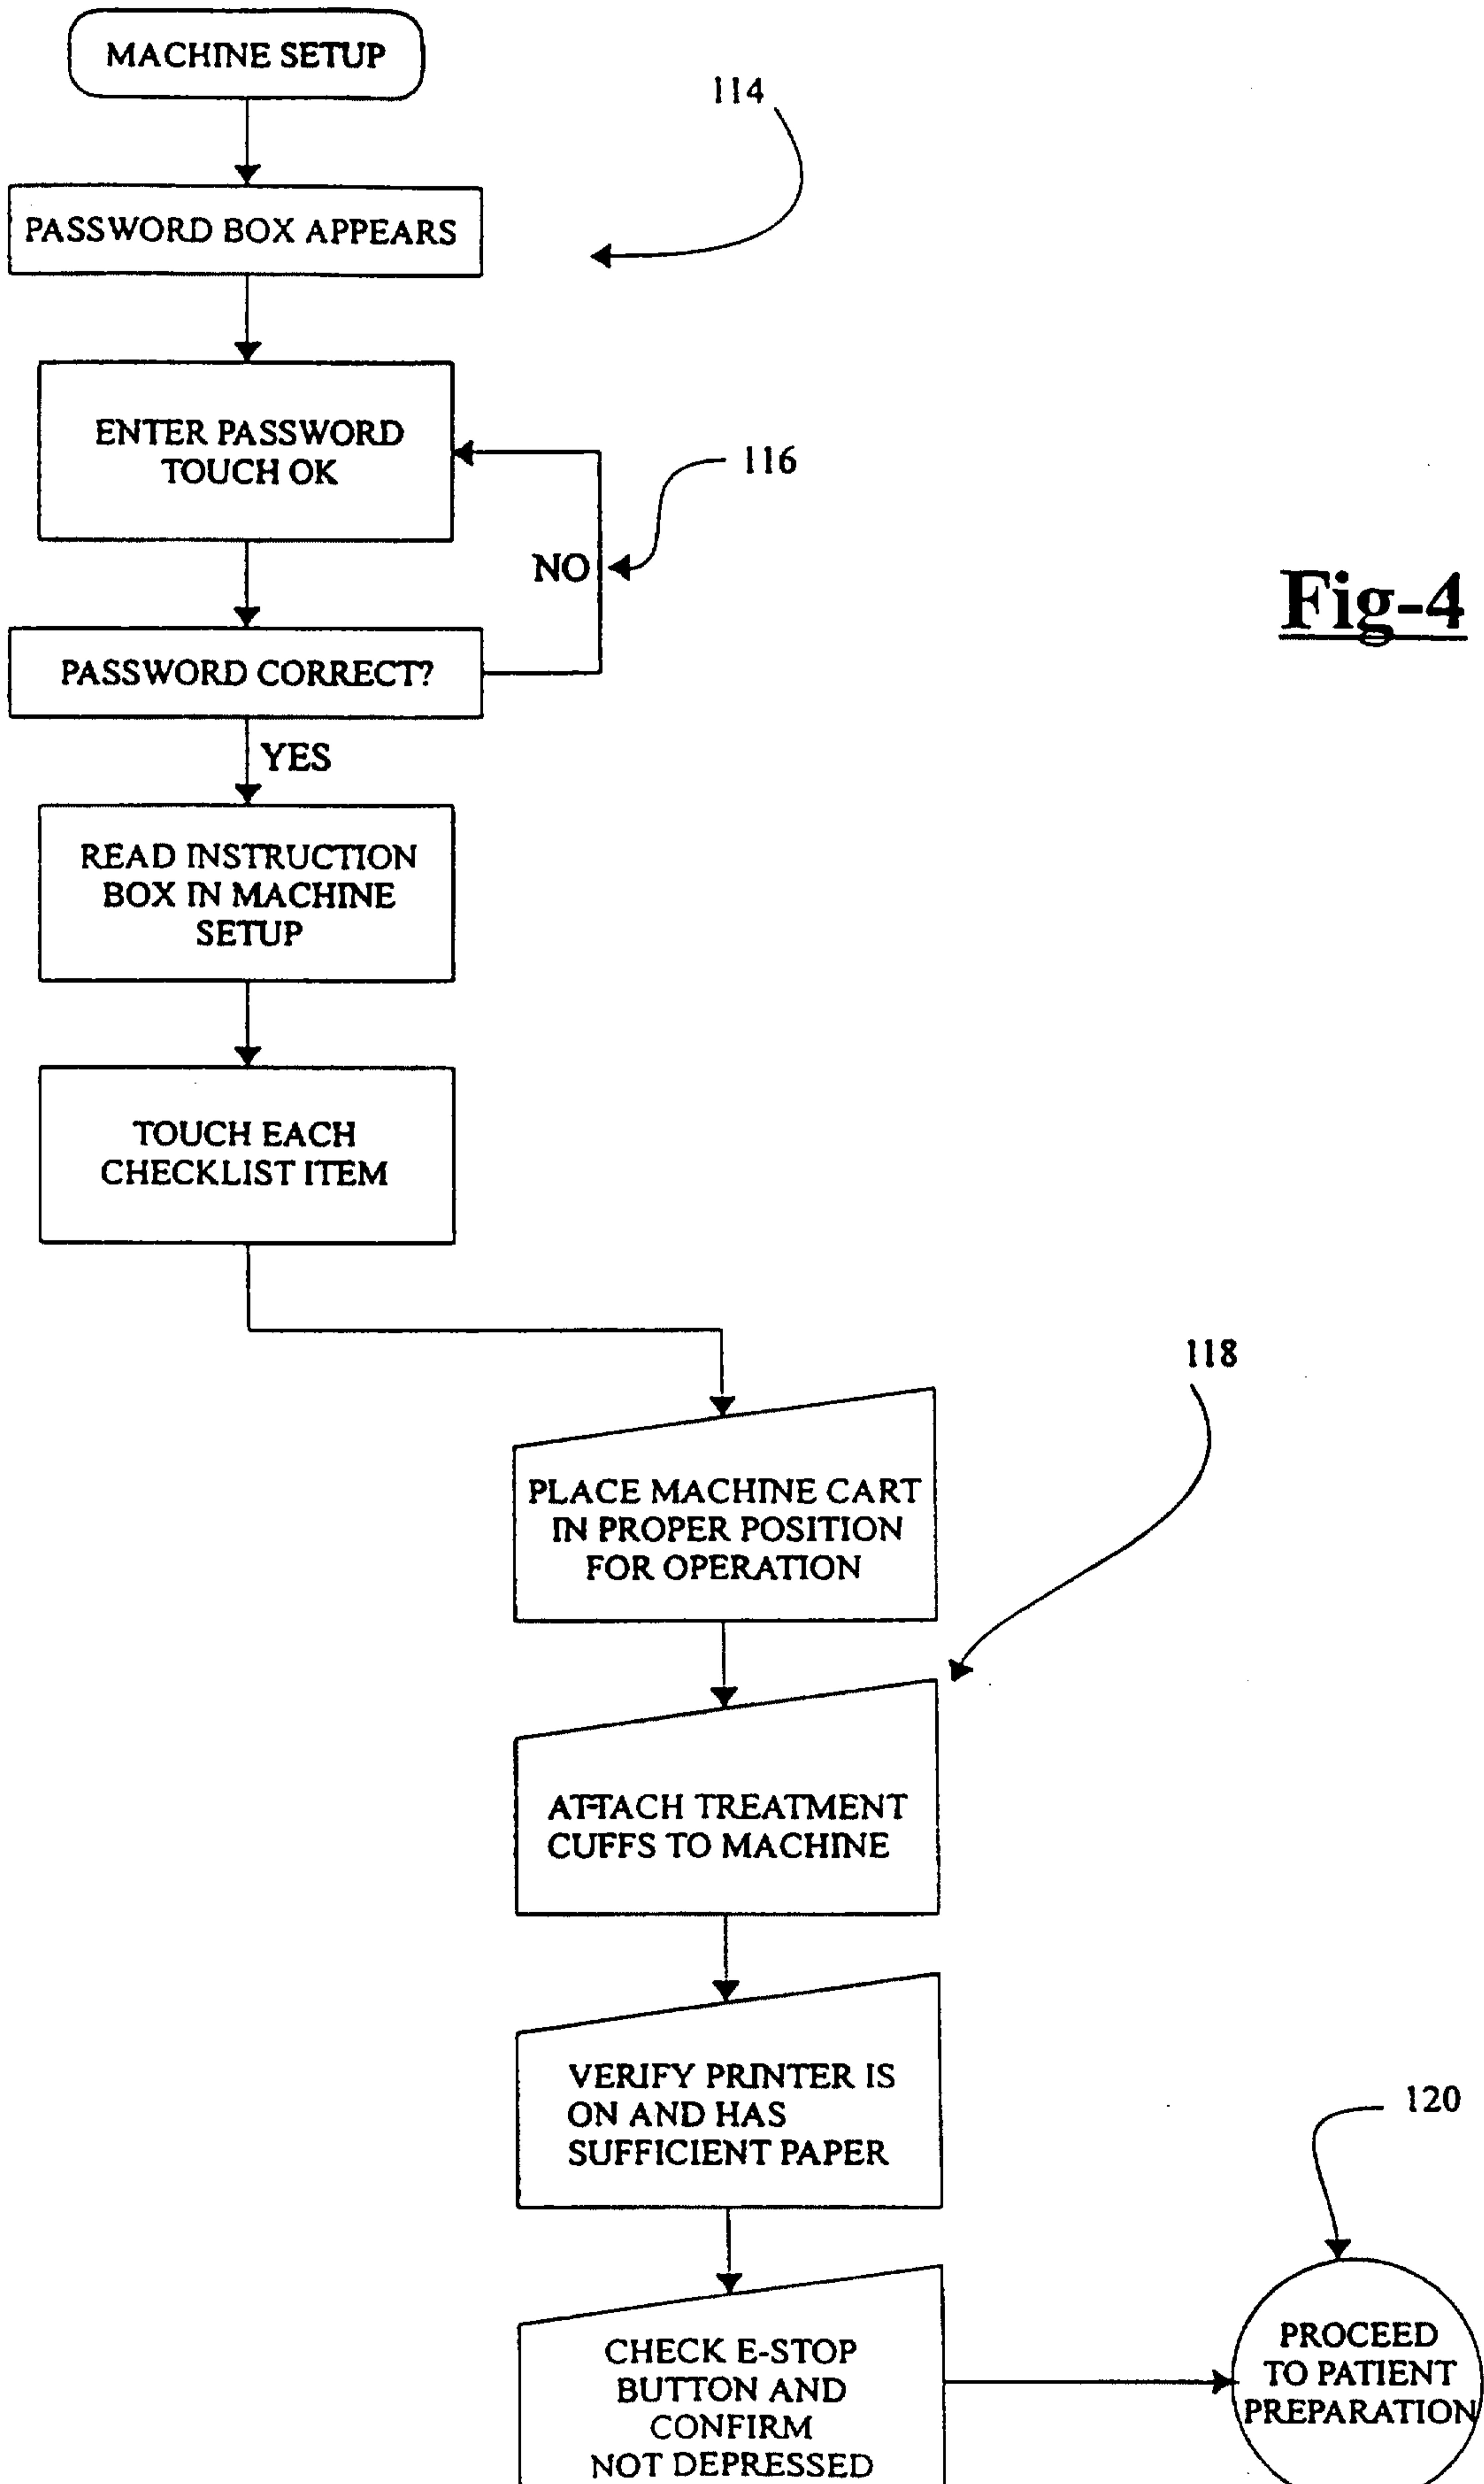 MACHINE SETUP
114
PASSWORD BOX APPEARS
ENTER PASSWORD
TOUCH OK
116
NO
Fig-4
PASSWORD CORRECT?
YES
READ INSTRUCTION
BOX IN MACHINE
SETUP
TOUCH EACH
CHECKLIST ITEM
118
PLACE MACHINE CART
IN PROPER POSITION
FOR OPERATION
ATTACH TREATMENT
CUFFS TO MACHINE
VERIFY PRINTER IS
ON AND HAS
SUFFICIENT PAPER
120
CHECK E-STOP
BUTTON AND
CONFIRM
NOT DEPRESSED
PROCEED
TO PATIENT
PREPARATION